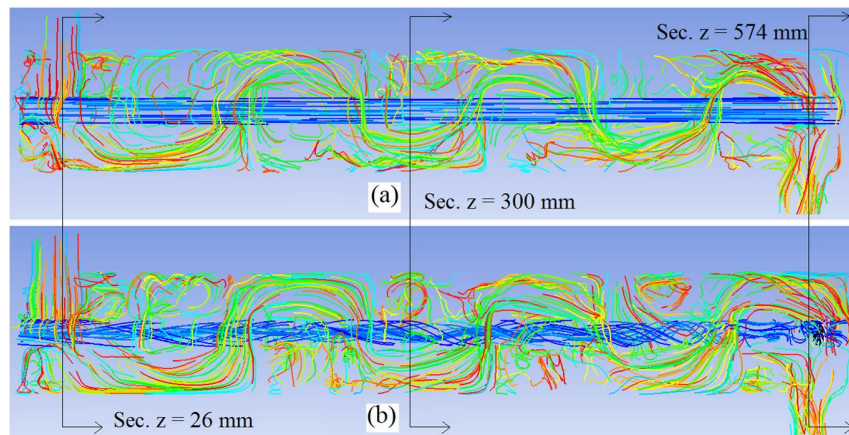 Sec. z = 574 mm
(a)
Sec. z = 300 mm
Sec. z = 26 mm
(b)